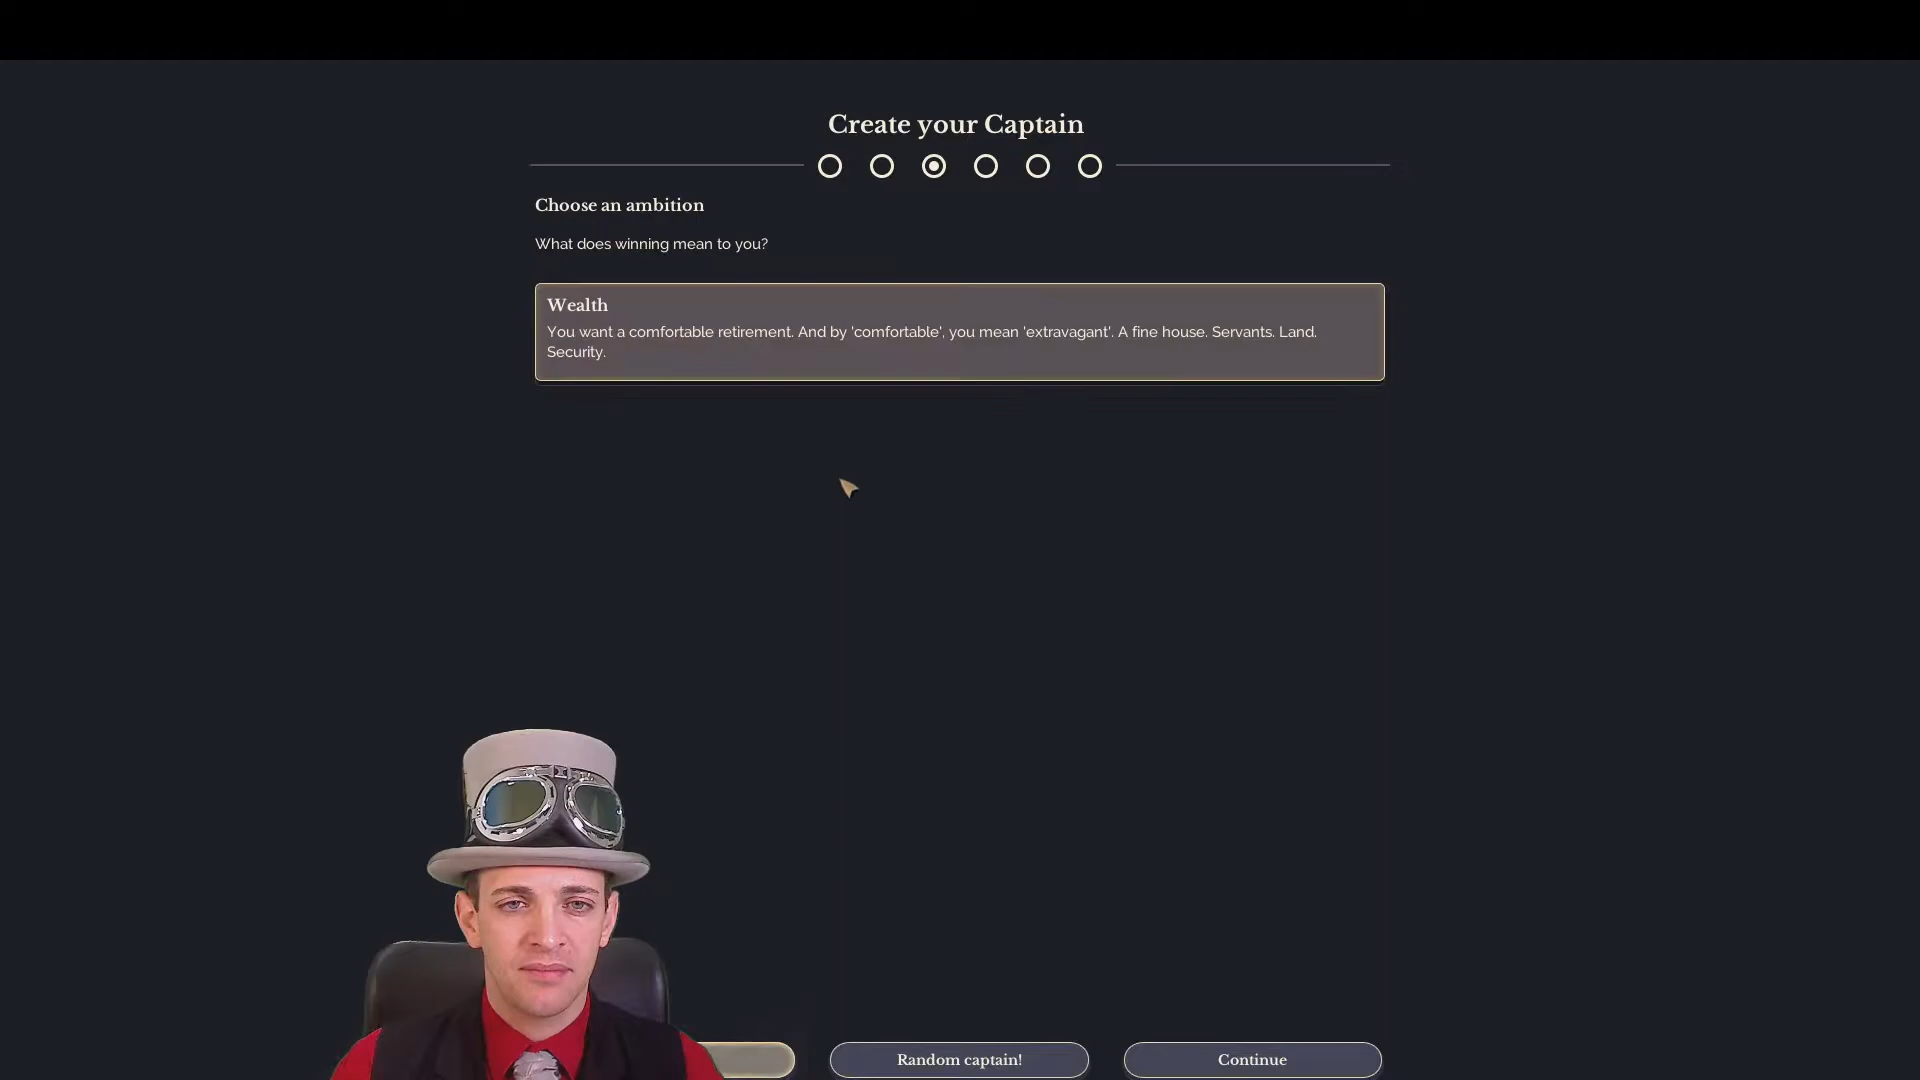 Create your Captain
Choose an ambition
What does winning mean to you?
Wealth
You want a comfortable retirement. And by 'comfortable', you mean 'extravagant'. A fine house. Servants. Land.
Security.
Random captain!
Continue